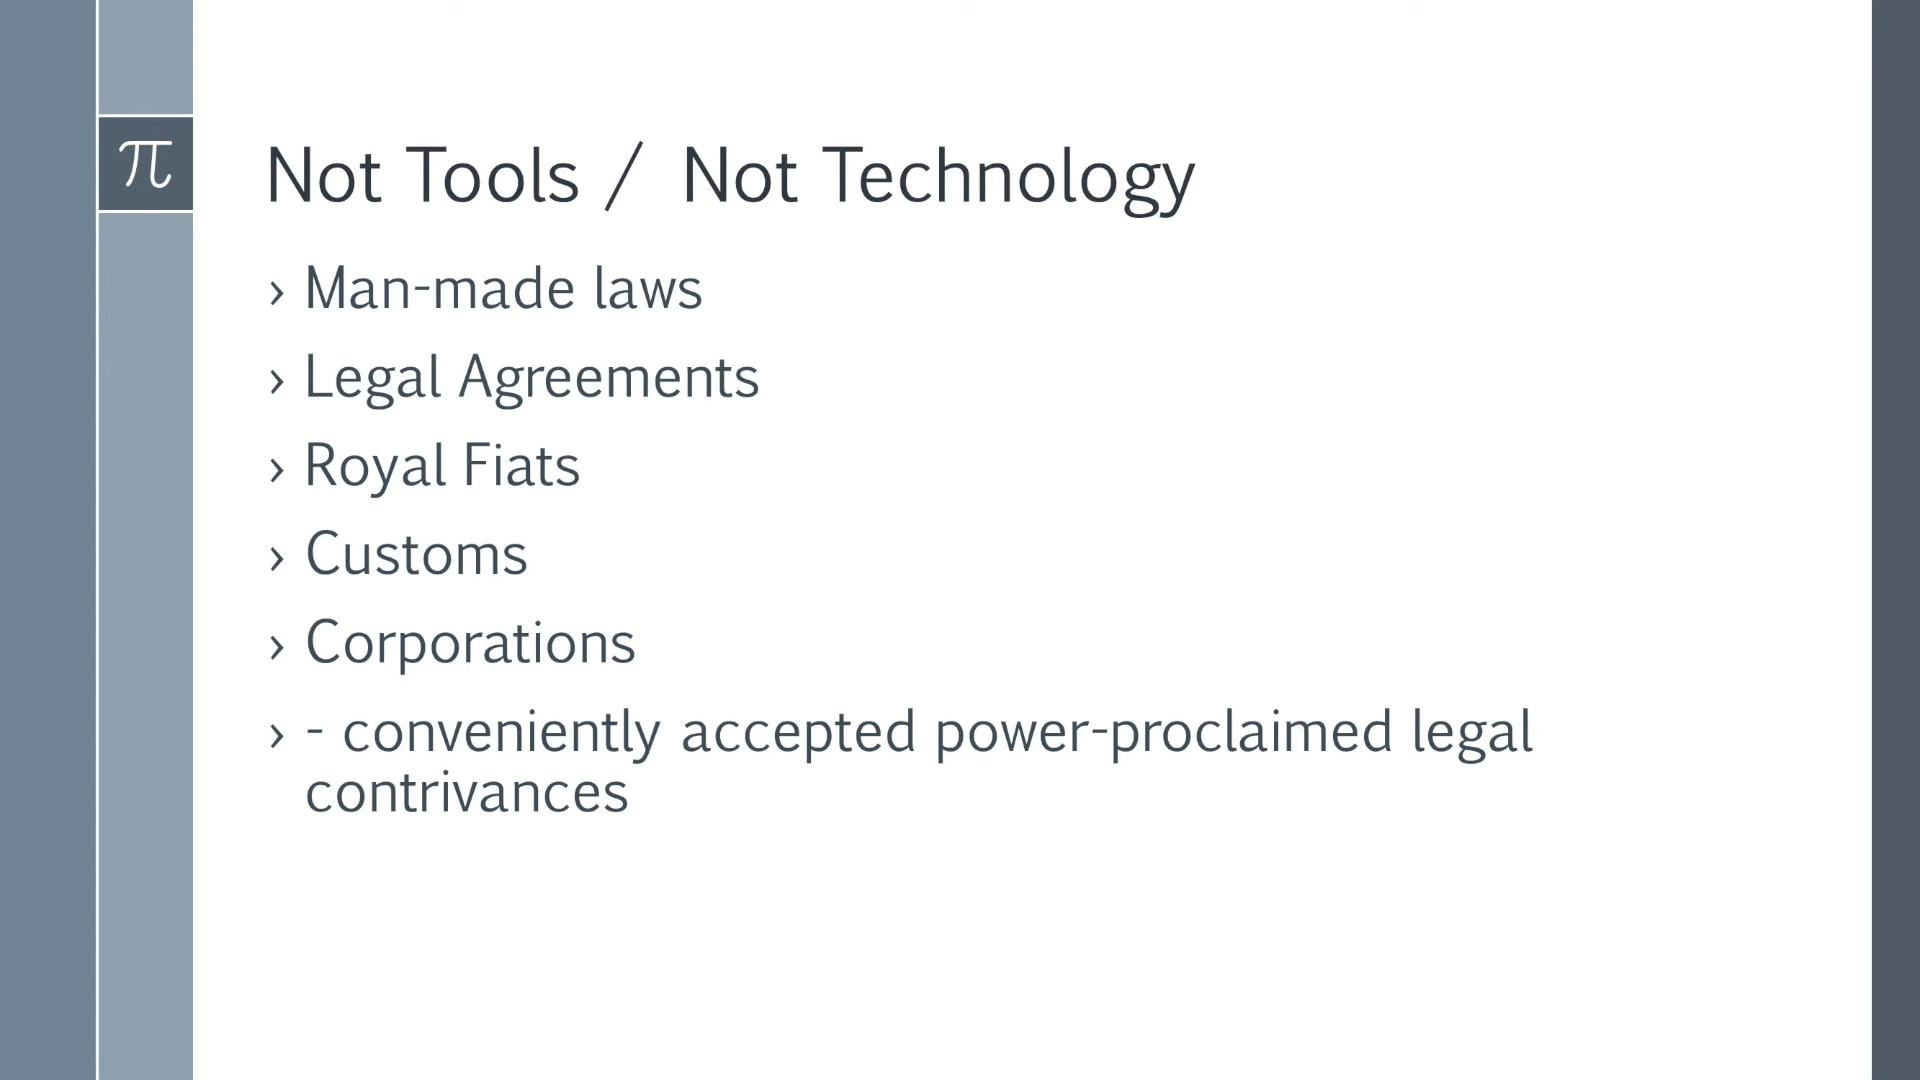 π
Not Tools / Not Technology
› Man-made laws
› Legal Agreements
› Royal Fiats
› Customs
› Corporations
› - conveniently accepted power-proclaimed legal
contrivances